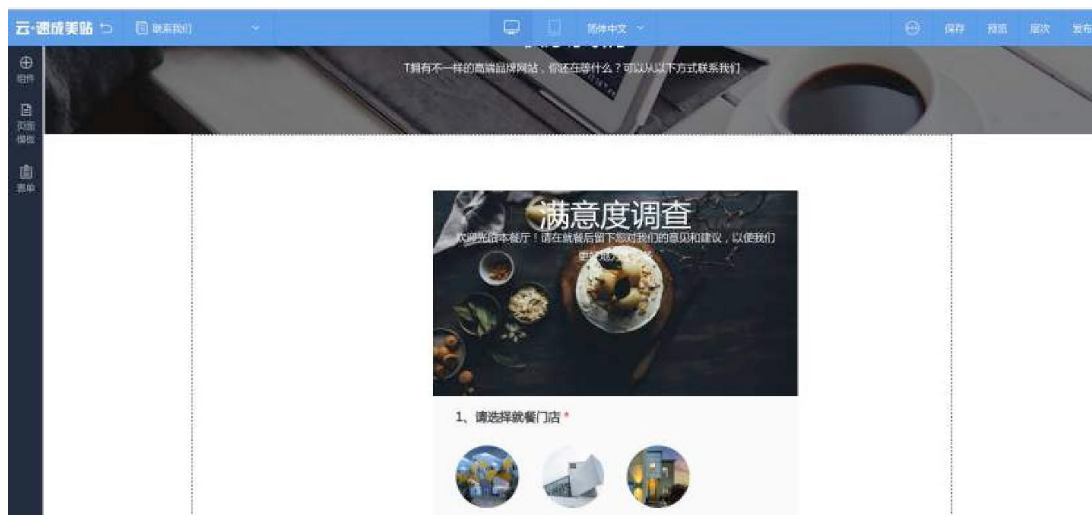 云·速成美站
联系我们
简体中文
保存 预览 层次 发布
组件
页面
模板
表单
T拥有不一样的高端品牌网站，你还在等什么？可以从以下方式联系我们
满意度调查
欢迎光临本餐厅！请在就餐后留下您对我们的意见和建议，以便我们
1、请选择就餐门店 *